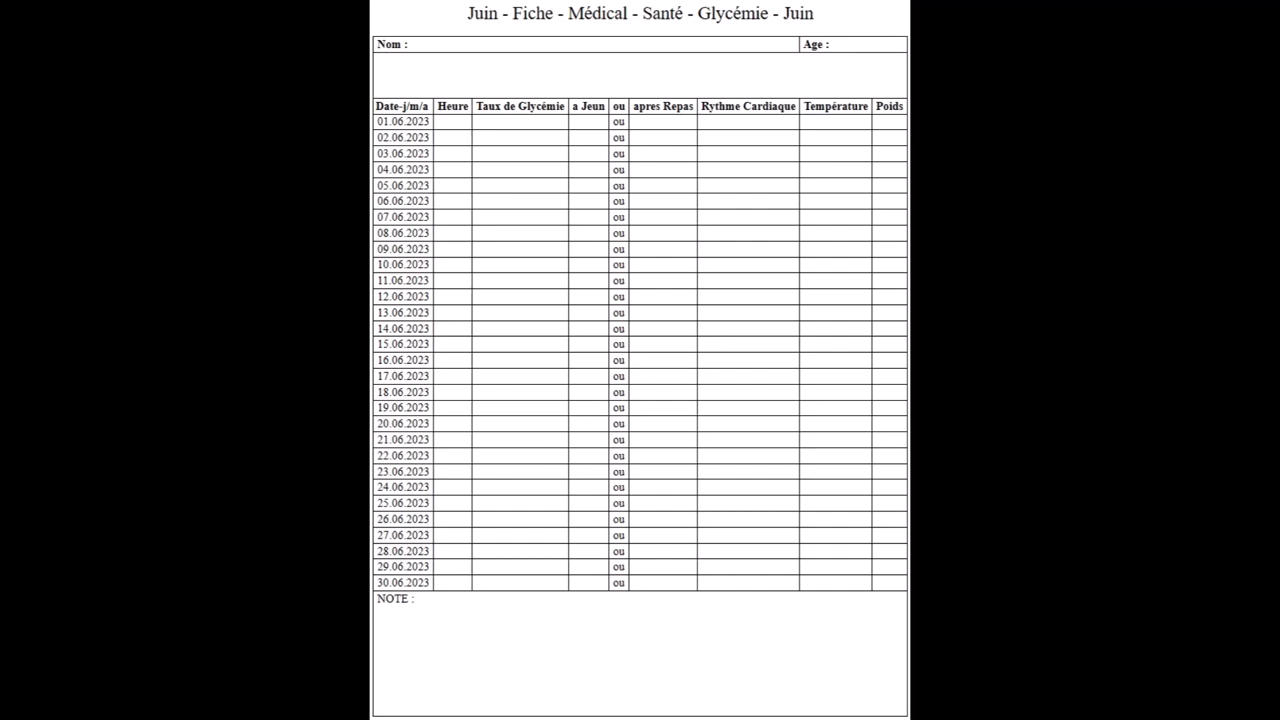 Juin - Fiche - Médical - Santé - Glycémie - Juin
Nom : Age :
Date-j/m/a Heure Taux de Glycémie a Jeun ou apres Repas Rythme Cardiaque Température Poids
01.06.2023 ou
02.06.2023 ou
03.06.2023 ou
04.06.2023 ou
05.06.2023 ou
06.06.2023 ou
07.06.2023 ou
08.06.2023 ou
09.06.2023 ou
10.06.2023 ou
11.06.2023 ou
12.06.2023 ou
13.06.2023 ou
14.06.2023 ou
15.06.2023 ou
16.06.2023 ou
17.06.2023 ou
18.06.2023 ou
19.06.2023 ou
20.06.2023 ou
21.06.2023 ou
22.06.2023 ou
23.06.2023 ou
24.06.2023 ou
25.06.2023 ou
26.06.2023 ou
27.06.2023 ou
28.06.2023 ou
29.06.2023 ou
30.06.2023 ou
NOTE :